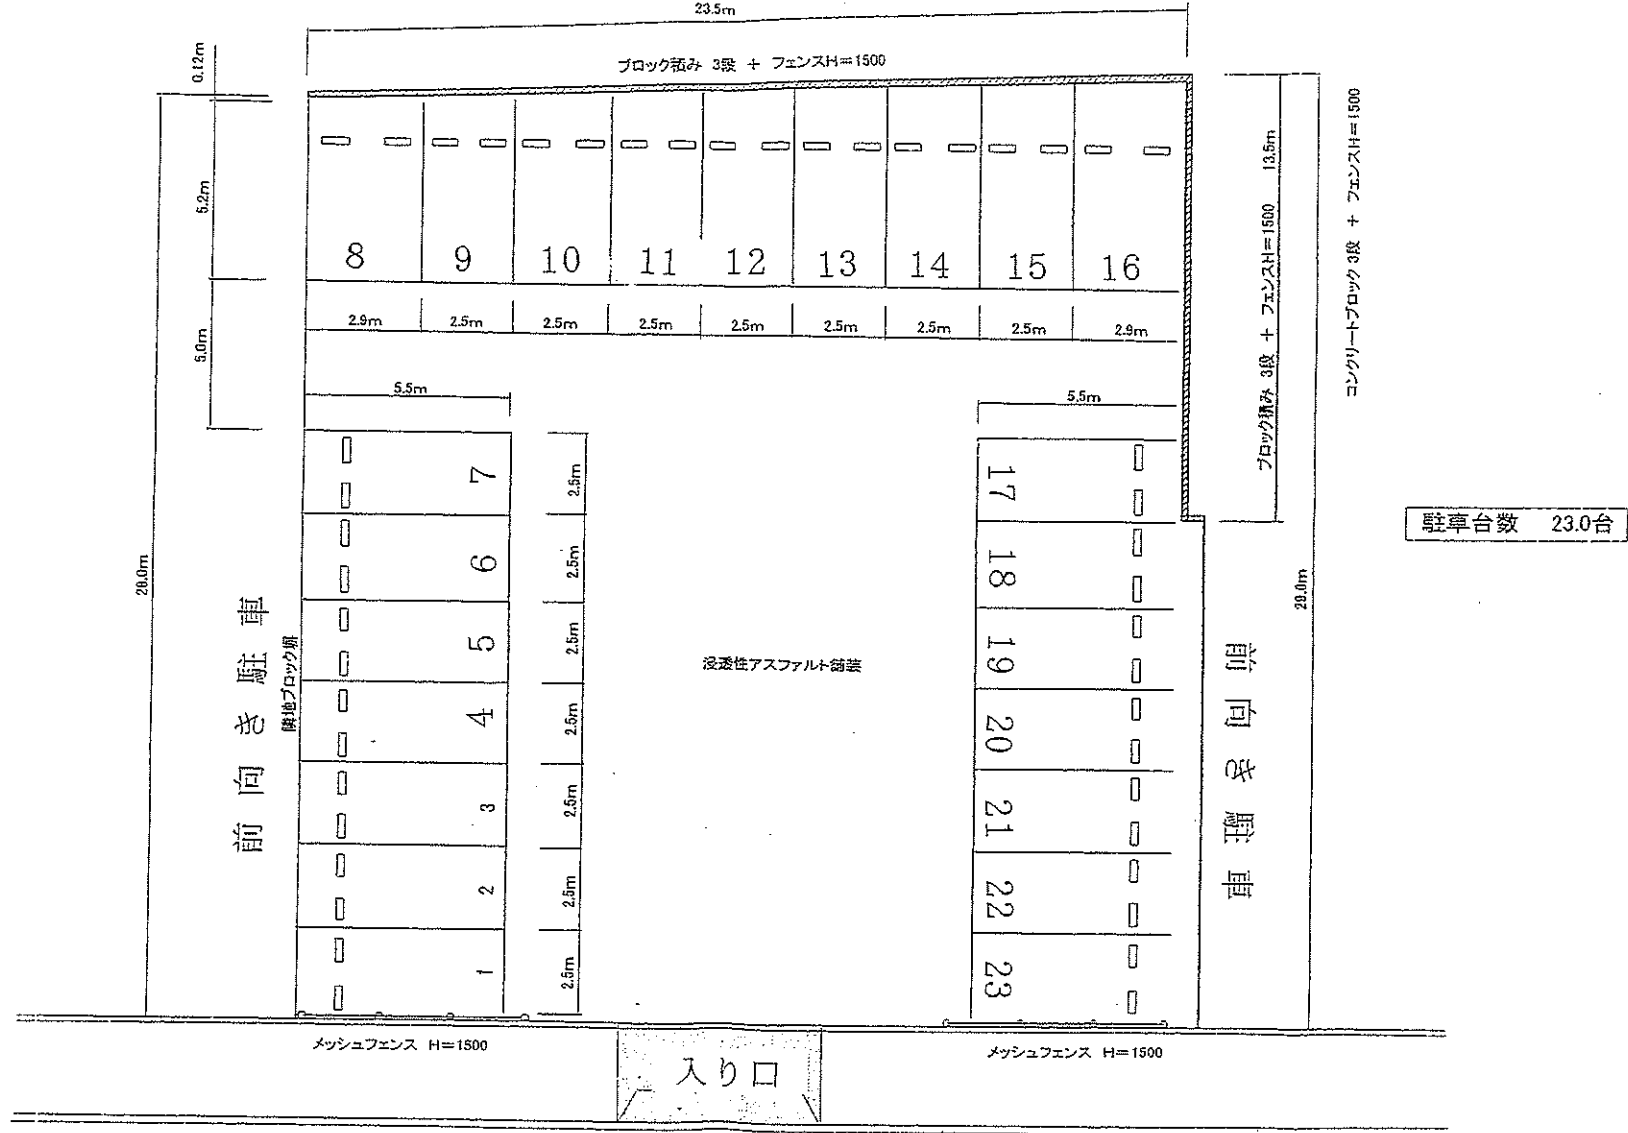 23.5m
ブロック積み 3段 + フェンスH=1500
0.12m
5.2m
5.0m
28.0m
8
9
10
11
12
13
14
15
16
2.9m
2.5m
2.5m
2.5m
2.5m
2.5m
2.5m
2.5m
2.9m
5.5m
5.5m
7
6
5
4
3
2
1
2.5m
2.5m
2.5m
2.5m
2.5m
2.5m
2.5m
前向き駐車
隣地ブロック塀
浸透性アスファルト舗装
17
18
19
20
21
22
23
ブロック積み 3段 + フェンスH=1500 13.5m
コンクリートブロック 3段 + フェンスH=1500
29.0m
前向き駐車
駐車台数 23.0台
メッシュフェンス H=1500
メッシュフェンス H=1500
入り口